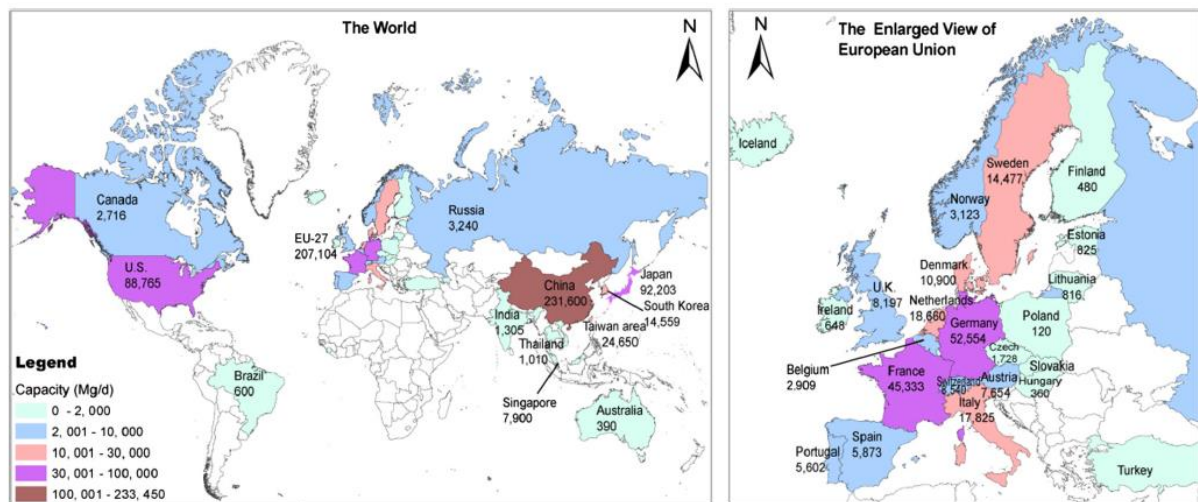 The World
N
Canada
2,716
U.S.
88,765
Russia
3,240
EU-27
207,104
China
231,600
Japan
92,203
South Korea
14,559
Taiwan area
24,650
India
1,305
Thailand
1,010
Singapore
7,900
Brazil
600
Australia
390
Legend
Capacity (Mg/d)
0 - 2,000
2,001 - 10, 000
10,001 - 30,000
30,001 - 100,000
100, 001 - 233, 450
The Enlarged View of
European Union
N
Iceland
Sweden
14,477
Finland
480
Norway
3,123
Estonia
825
Denmark
10,900
Lithuania
816
U.K.
8,197
Netherlands
18,660
Ireland
648
Poland
120
Germany
52,554
Belgium
2.909
Czech
1,728
Slovakia
France
45,333
Switzerland
Austria
7,654
Hungary
360
Italy
17,825
Spain
5,873
Portugal
5,602
Turkey